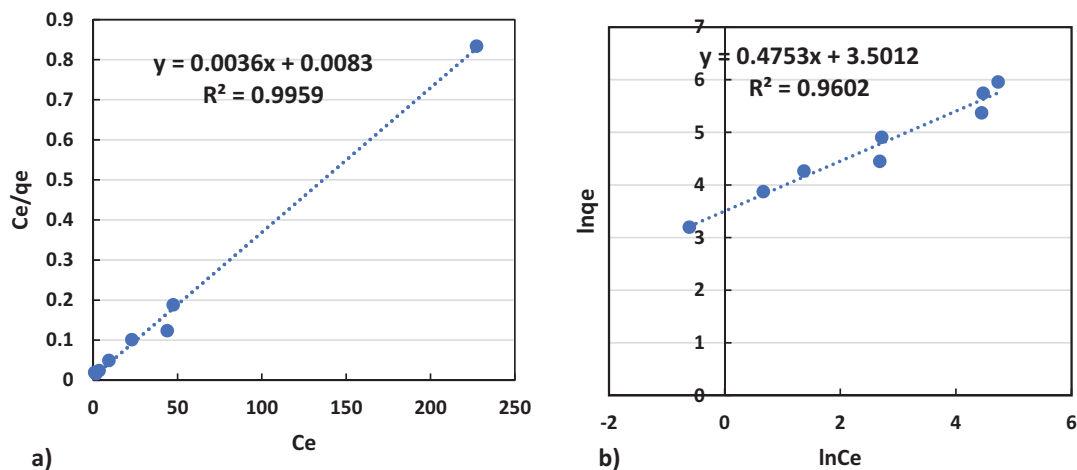 0.9
0.8
0.7
0.6
0.5
0.4
0.3
0.2
0.1
0
0 50 100 150 200 250
Ce/qe
Ce
y = 0.0036x + 0.0083
R² = 0.9959
a)
7
6
5
4
3
2
1
0
-2 0 2 4 6
lnqe
lnCe
y = 0.4753x + 3.5012
R² = 0.9602
b)